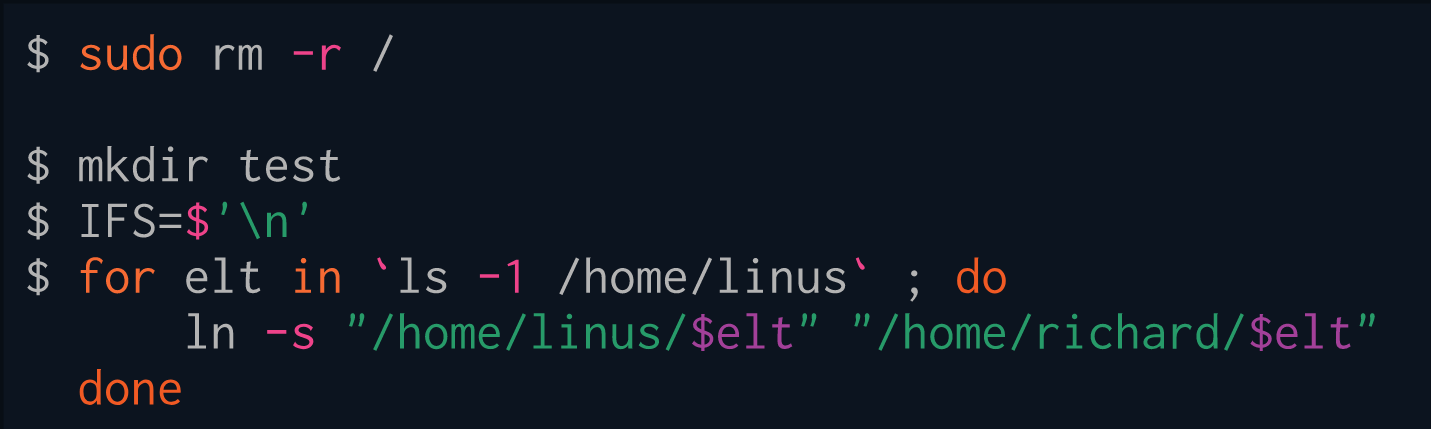 $ sudo rm -r /
$ mkdir test
$ IFS=$'\n'
$ for elt in `ls -1 /home/linus` ; do
ln -s "/home/linus/$elt" "/home/richard/$elt"
done